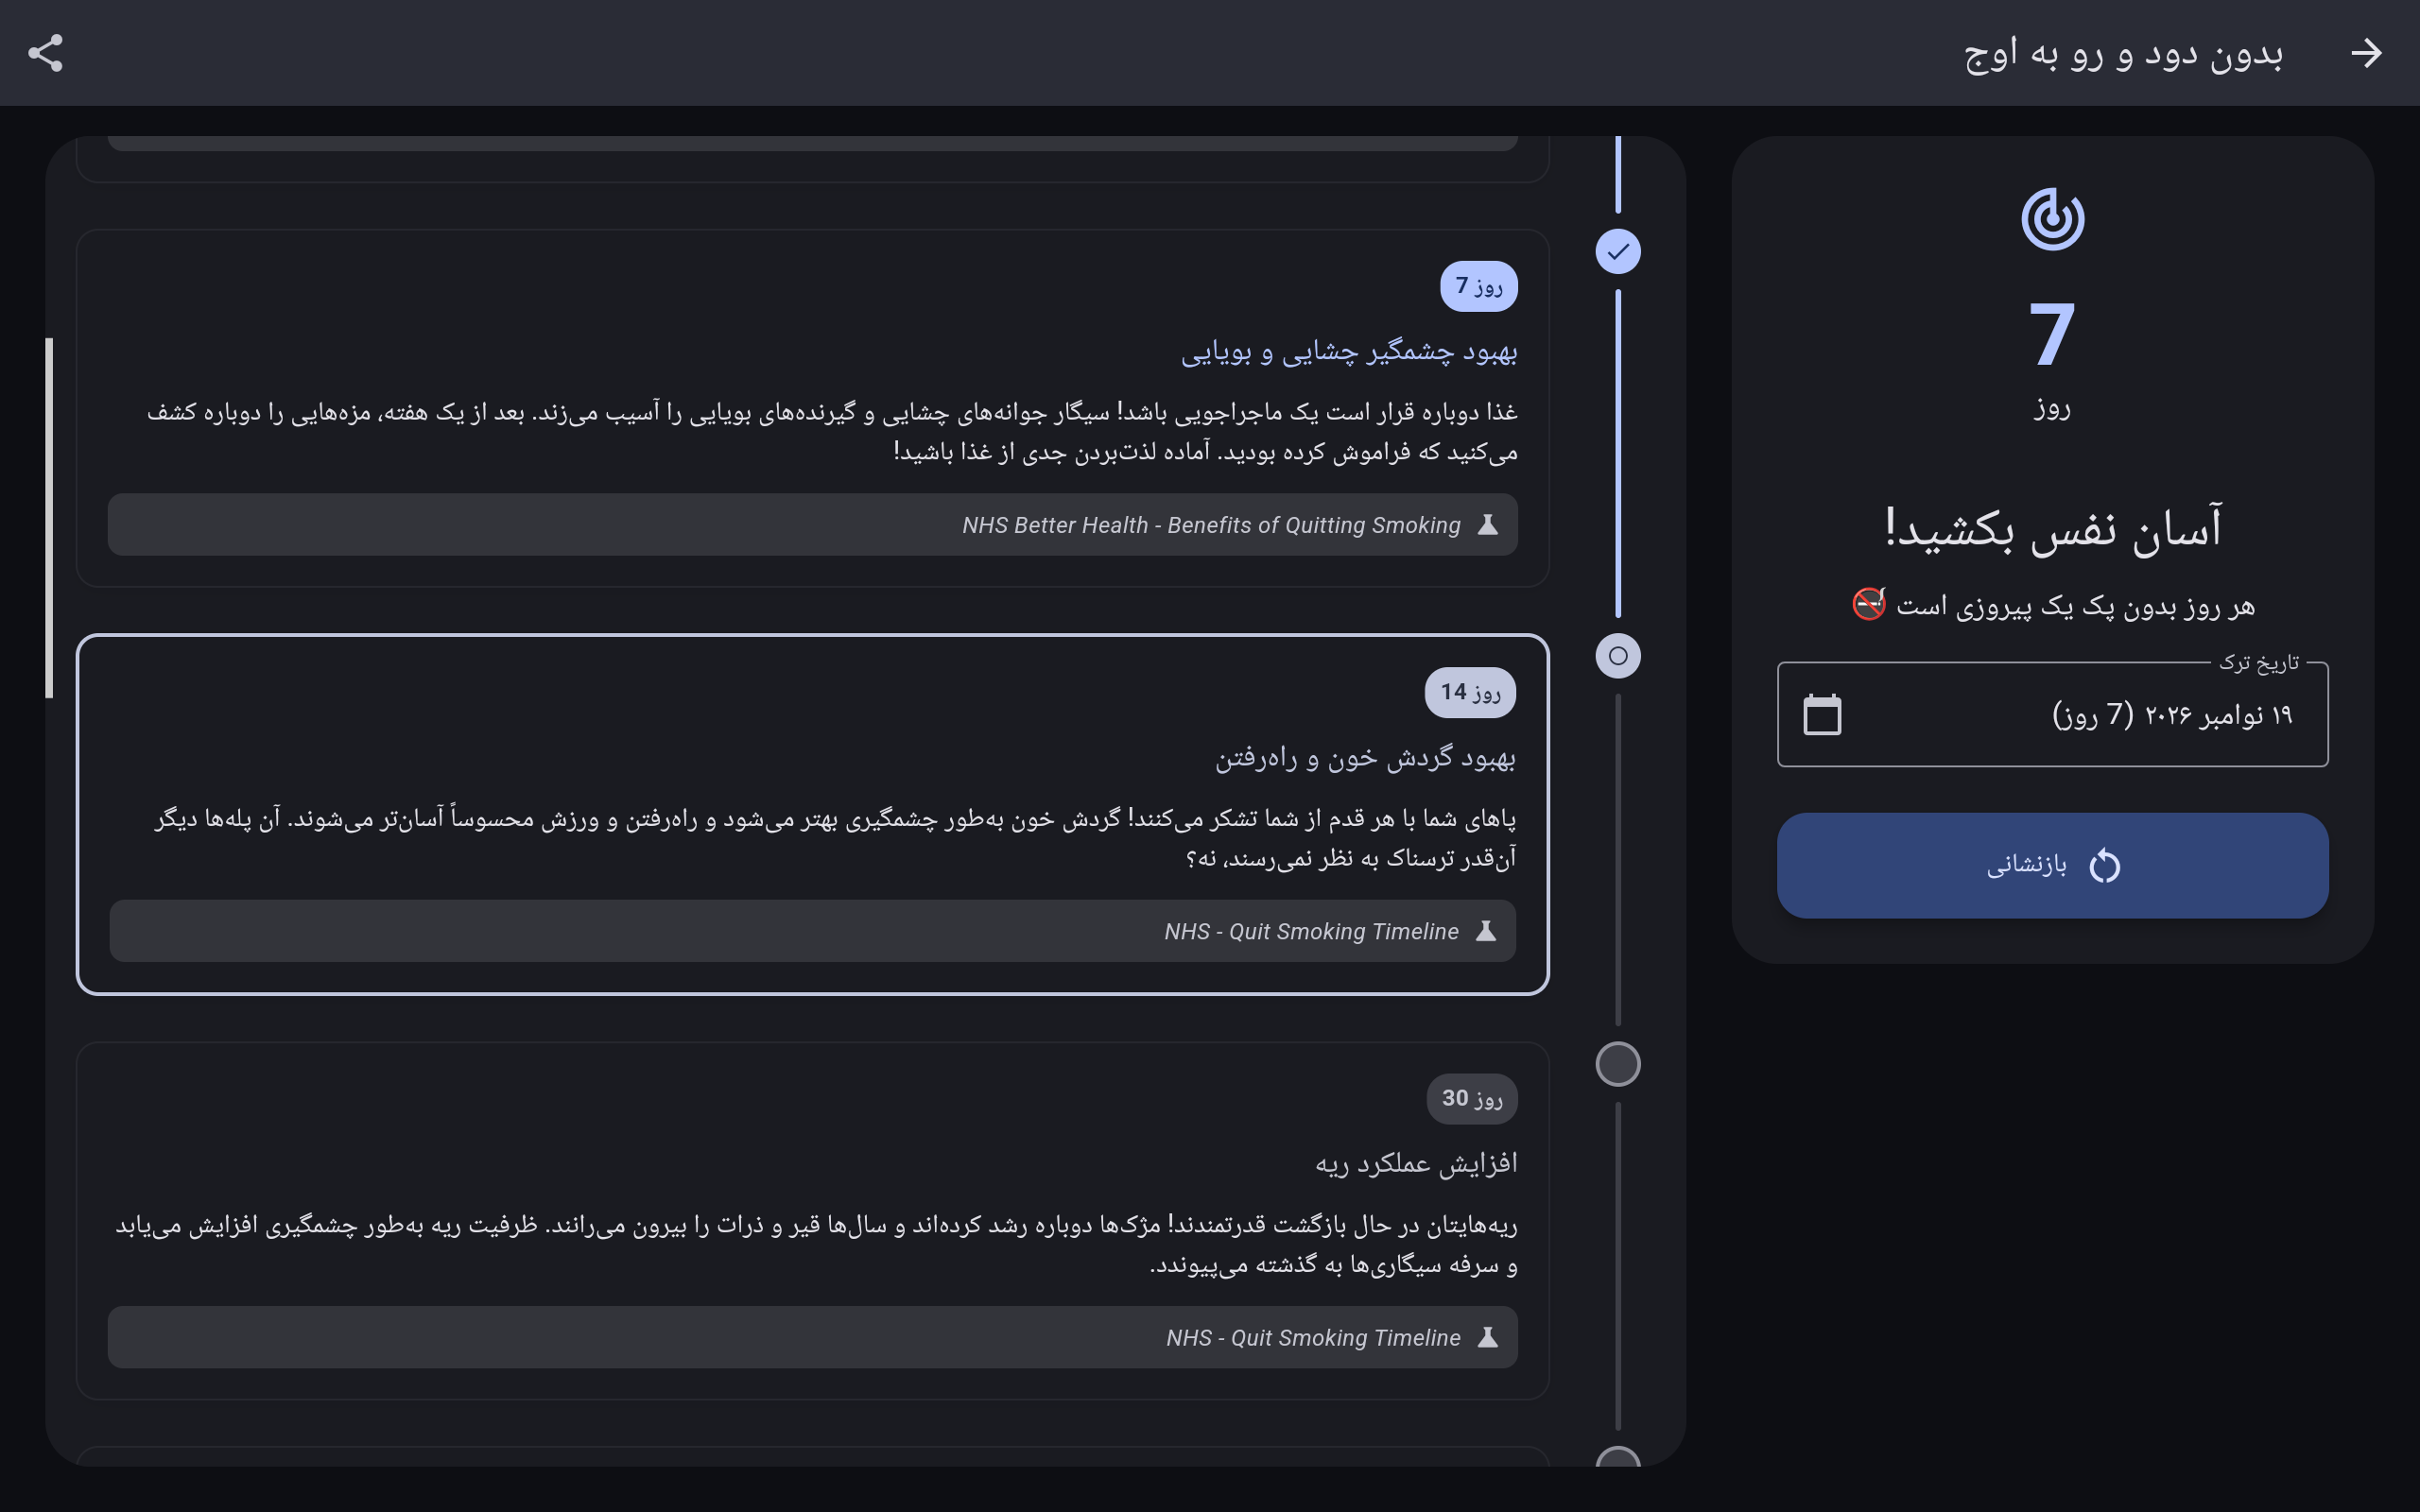 بدون دود و رو به اوج
7
روز
آسان نفس بکشید!
هر روز بدون پک یک پیروزی است 🚭
تاریخ ترک
۱۹ نوامبر ۲۰۲۶ (7 روز)
بازنشانی
روز 7
بهبود چشمگیر چشایی و بویایی
غذا دوباره قرار است یک ماجراجویی باشد! سیگار جوانه‌های چشایی و گیرنده‌های بویایی را آسیب می‌زند. بعد از یک هفته، مزه‌هایی را دوباره کشف
می‌کنید که فراموش کرده بودید. آماده لذت‌بردن جدی از غذا باشید!
NHS Better Health - Benefits of Quitting Smoking
روز 14
بهبود گردش خون و راه‌رفتن
پاهای شما با هر قدم از شما تشکر می‌کنند! گردش خون به‌طور چشمگیری بهتر می‌شود و راه‌رفتن و ورزش محسوساً آسان‌تر می‌شوند. آن پله‌ها دیگر
آن‌قدر ترسناک به نظر نمی‌رسند، نه؟
NHS - Quit Smoking Timeline
روز 30
افزایش عملکرد ریه
ریه‌هایتان در حال بازگشت قدرتمندند! مژک‌ها دوباره رشد کرده‌اند و سال‌ها قیر و ذرات را بیرون می‌رانند. ظرفیت ریه به‌طور چشمگیری افزایش می‌یابد
و سرفه سیگاری‌ها به گذشته می‌پیوندد.
NHS - Quit Smoking Timeline